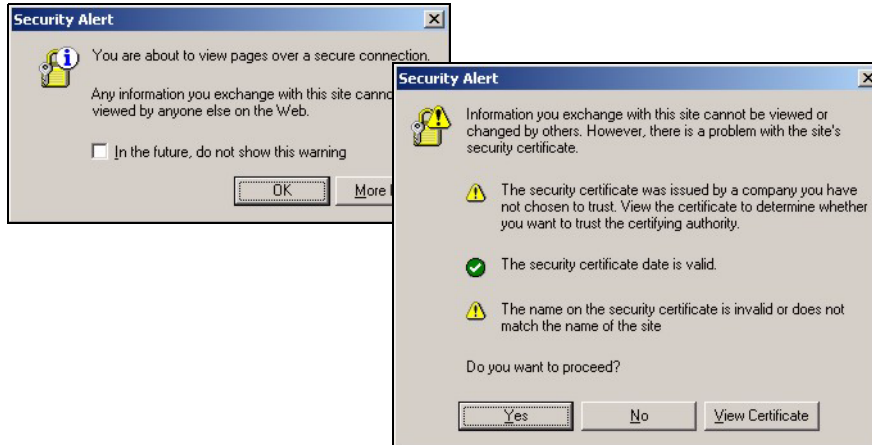 Security Alert
You are about to view pages over a secure connection.
Any information you exchange with this site
viewed by anyone else on the Web.
In the future, do not show this warning
OK
More
Security Alert
Information you exchange with this site cannot be viewed or
changed by others. However, there is a problem with the site's
security certificate.
The security certificate was issued by a company you have
not chosen to trust. View the certificate to determine whether
you want to trust the certifying authority.
The security certificate date is valid.
The name on the security certificate is invalid or does not
match the name of the site
Do you want to proceed?
Yes
No
View Certificate